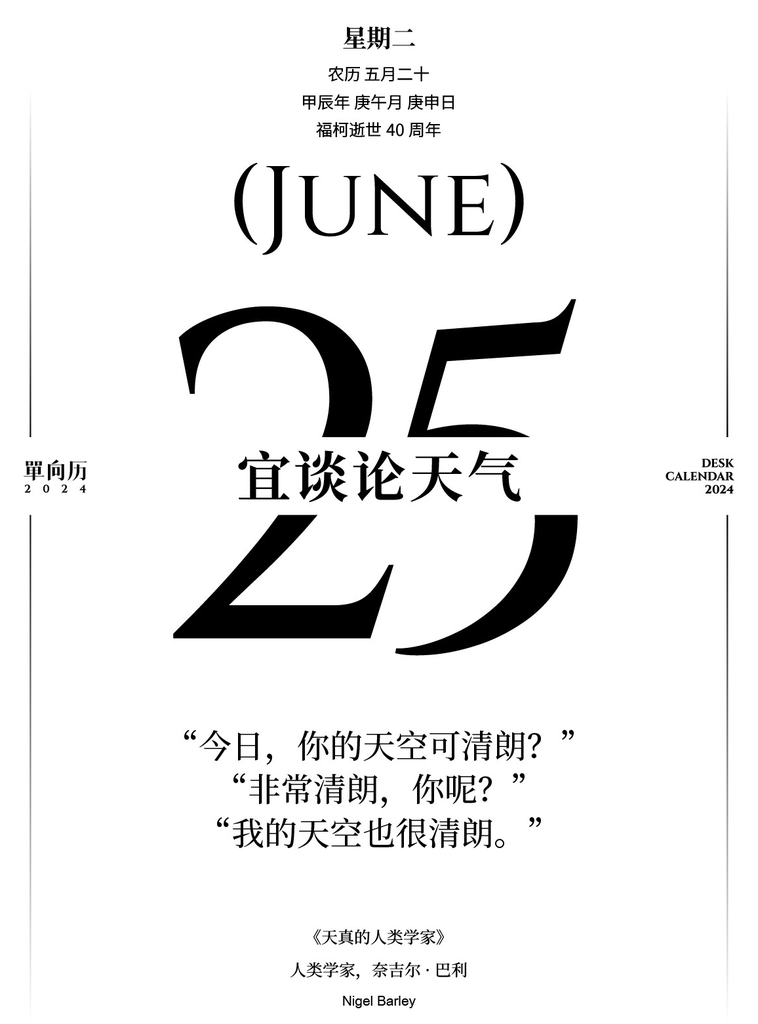 星期二
农历 五月二十
甲辰年 庚午月 庚申日
福柯逝世 40 周年
(JUNE)
25
單向历
2 0 2 4
宜谈论天气
DESK
CALENDAR
2024
“今日，你的天空可清朗？”
“非常清朗，你呢？”
“我的天空也很清朗。”
《天真的人类学家》
人类学家，奈吉尔 · 巴利
Nigel Barley